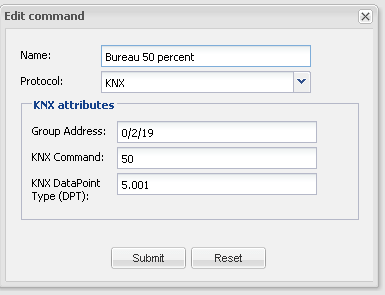 Edit command
Name: Bureau 50 percent
Protocol: KNX
KNX attributes
Group Address: 0/2/19
KNX Command: 50
KNX DataPoint
Type (DPT): 5.001
Submit Reset